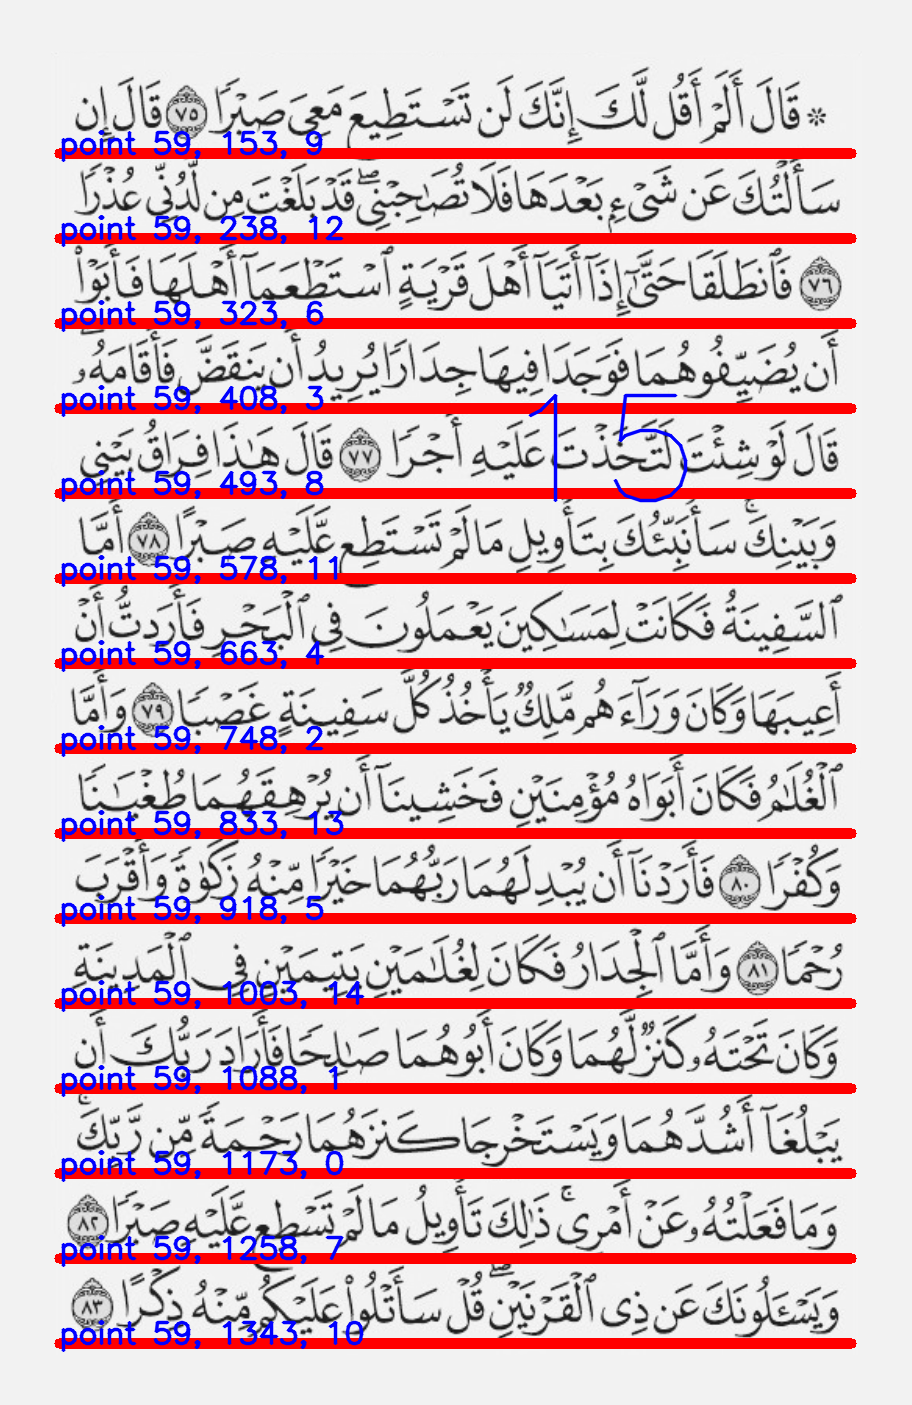 ۞ قَالَ أَلَمْ أَقُل لَّكَ إِنَّكَ لَن تَسْتَطِيعَ مَعِىَ صَبْرًا ٧٥ قَالَ إِن
point 59, 153, 9
سَأَلْتُكَ عَن شَىْءٍۭ بَعْدَهَا فَلَا تُصَـٰحِبْنِى ۖ قَدْ بَلَغْتَ مِن لَّدُنِّى عُذْرًا
point 59, 238, 12
٧٦ فَٱنطَلَقَا حَتَّىٰٓ إِذَآ أَتَيَآ أَهْلَ قَرْيَةٍ ٱسْتَطْعَمَآ أَهْلَهَا فَأَبَوْا۟
point 59, 323, 6
أَن يُضَيِّفُوهُمَا فَوَجَدَا فِيهَا جِدَارًا يُرِيدُ أَن يَنقَضَّ فَأَقَامَهُۥ ۖ
point 59, 408, 3
15
قَالَ لَوْ شِئْتَ لَتَّخَذْتَ عَلَيْهِ أَجْرًا ٧٧ قَالَ هَـٰذَا فِرَاقُ بَيْنِى
point 59, 493, 8
وَبَيْنِكَ ۚ سَأُنَبِّئُكَ بِتَأْوِيلِ مَا لَمْ تَسْتَطِع عَّلَيْهِ صَبْرًا ٧٨ أَمَّا
point 59, 578, 11
ٱلسَّفِينَةُ فَكَانَتْ لِمَسَـٰكِينَ يَعْمَلُونَ فِى ٱلْبَحْرِ فَأَرَدتُّ أَنْ
point 59, 663, 4
أَعِيبَهَا وَكَانَ وَرَآءَهُم مَّلِكٌ يَأْخُذُ كُلَّ سَفِينَةٍ غَصْبًا ٧٩ وَأَمَّا
point 59, 748, 2
ٱلْغُلَـٰمُ فَكَانَ أَبَوَاهُ مُؤْمِنَيْنِ فَخَشِينَآ أَن يُرْهِقَهُمَا طُغْيَـٰنًا
point 59, 833, 13
وَكُفْرًا ٨٠ فَأَرَدْنَآ أَن يُبْدِلَهُمَا رَبُّهُمَا خَيْرًا مِّنْهُ زَكَوٰةً وَأَقْرَبَ
point 59, 918, 5
رُحْمًا ٨١ وَأَمَّا ٱلْجِدَارُ فَكَانَ لِغُلَـٰمَيْنِ يَتِيمَيْنِ فِى ٱلْمَدِينَةِ
point 59, 1003, 14
وَكَانَ تَحْتَهُۥ كَنزٌ لَّهُمَا وَكَانَ أَبُوهُمَا صَـٰلِحًا فَأَرَادَ رَبُّكَ أَن
point 59, 1088, 1
يَبْلُغَآ أَشُدَّهُمَا وَيَسْتَخْرِجَا كَنزَهُمَا رَحْمَةً مِّن رَّبِّكَ ۚ
point 59, 1173, 0
وَمَا فَعَلْتُهُۥ عَنْ أَمْرِى ۚ ذَٰلِكَ تَأْوِيلُ مَا لَمْ تَسْطِع عَّلَيْهِ صَبْرًا ٨٢
point 59, 1258, 7
وَيَسْـَٔلُونَكَ عَن ذِى ٱلْقَرْنَيْنِ ۖ قُلْ سَأَتْلُوا۟ عَلَيْكُم مِّنْهُ ذِكْرًا ٨٣
point 59, 1343, 10